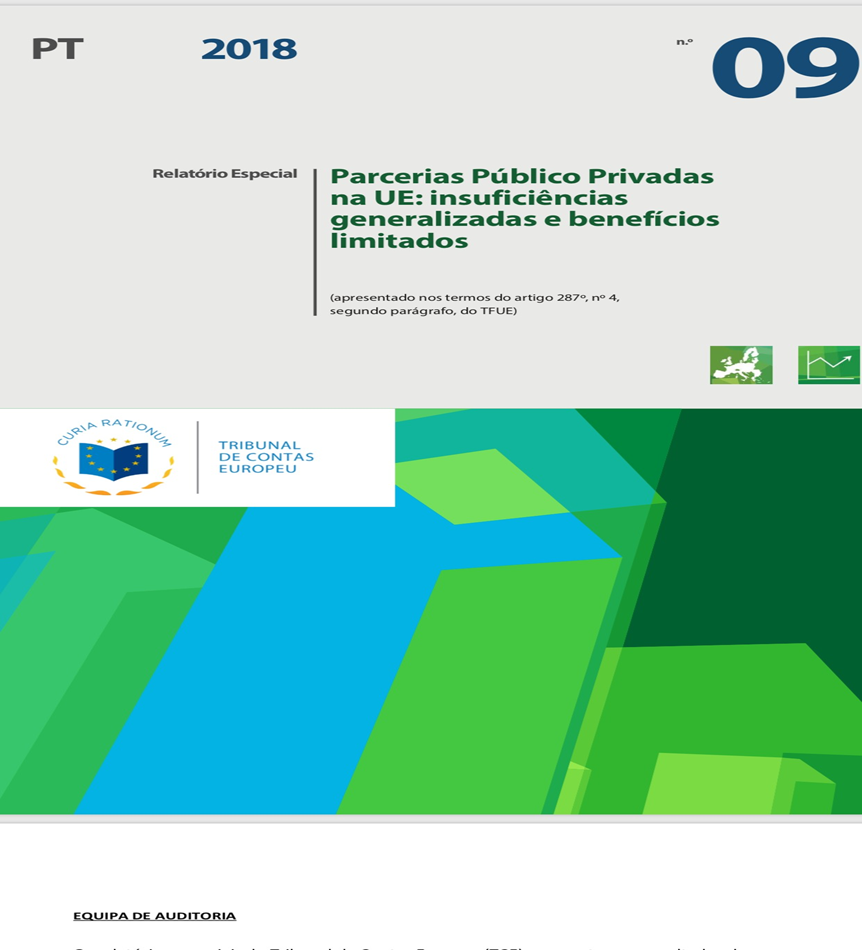 PT
2018
n.º
09
Relatório Especial
Parcerias Público Privadas
na UE: insuficiências
generalizadas e benefícios
limitados
(apresentado nos termos do artigo 287º, nº 4,
segundo parágrafo, do TFUE)
CURIA RATIONUM
TRIBUNAL
DE CONTAS
EUROPEU
EQUIPA DE AUDITORIA